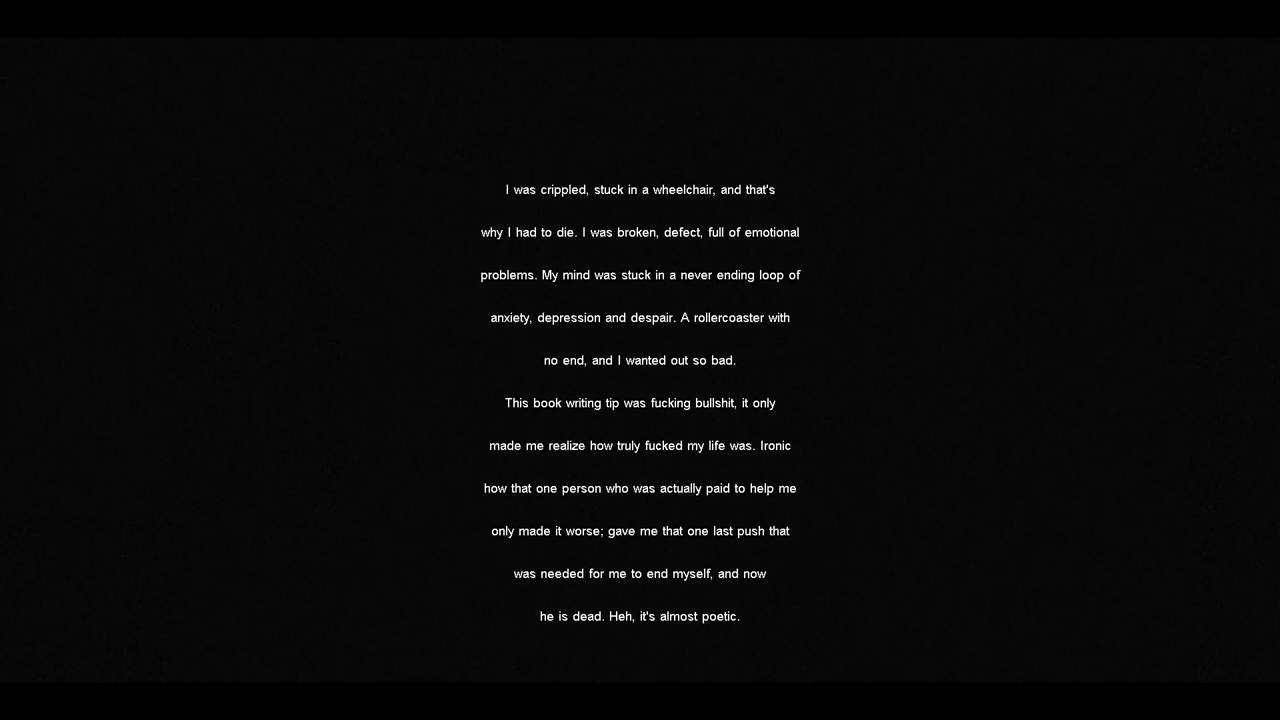 I was crippled, stuck in a wheelchair, and that's
why I had to die. I was broken, defect, full of emotional
problems. My mind was stuck in a never ending loop of
anxiety, depression and despair. A rollercoaster with
no end, and I wanted out so bad.
This book writing tip was fucking bullshit, it only
made me realize how truly fucked my life was. Ironic
how that one person who was actually paid to help me
only made it worse; gave me that one last push that
was needed for me to end myself, and now
he is dead. Heh, it's almost poetic.